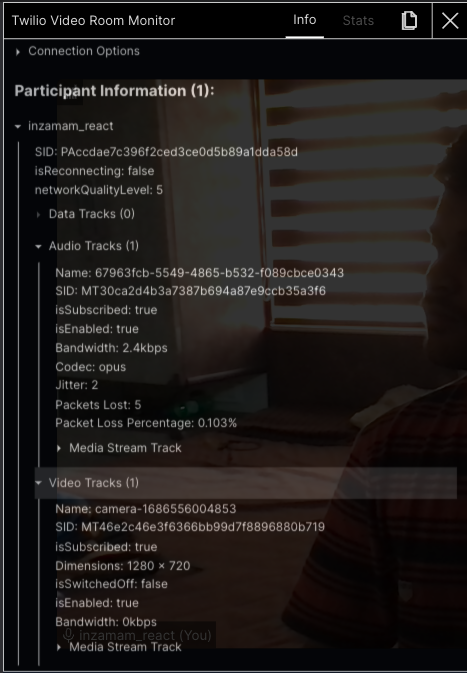 Twilio Video Room Monitor
Info
Stats
Connection Options
Participant Information (1):
inzamam_react
SID: PAccdae7c396f2ced3ce0d5b89a1dda58d
isReconnecting: false
networkQualityLevel: 5
Data Tracks (0)
Audio Tracks (1)
Name: 67963fcb-5549-4865-b532-f089cbce0343
SID: MT30ca2d4b3a7387b694a87e9ccb35a3f6
isSubscribed: true
isEnabled: true
Bandwidth: 2.4kbps
Codec: opus
Jitter: 2
Packets Lost: 5
Packet Loss Percentage: 0.103%
Media Stream Track
Video Tracks (1)
Name: camera-1686556004853
SID: MT46e2c46e3f6366bb99d7f8896880b719
isSubscribed: true
Dimensions: 1280 × 720
isSwitchedOff: false
isEnabled: true
Bandwidth: 0kbps
inzamam_react (You)
Media Stream Track